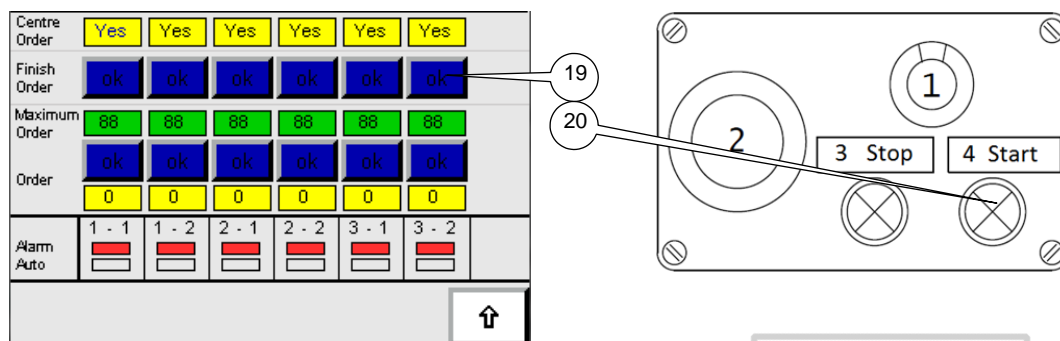 Centre Order Yes Yes Yes Yes Yes Yes
Finish Order ok ok ok ok ok ok
Maximum Order 88 88 88 88 88 88
Order ok ok ok ok ok ok
0 0 0 0 0 0
1 - 1 1 - 2 2 - 1 2 - 2 3 - 1 3 - 2
Alarm
Auto
19
20
1
2
3 Stop 4 Start